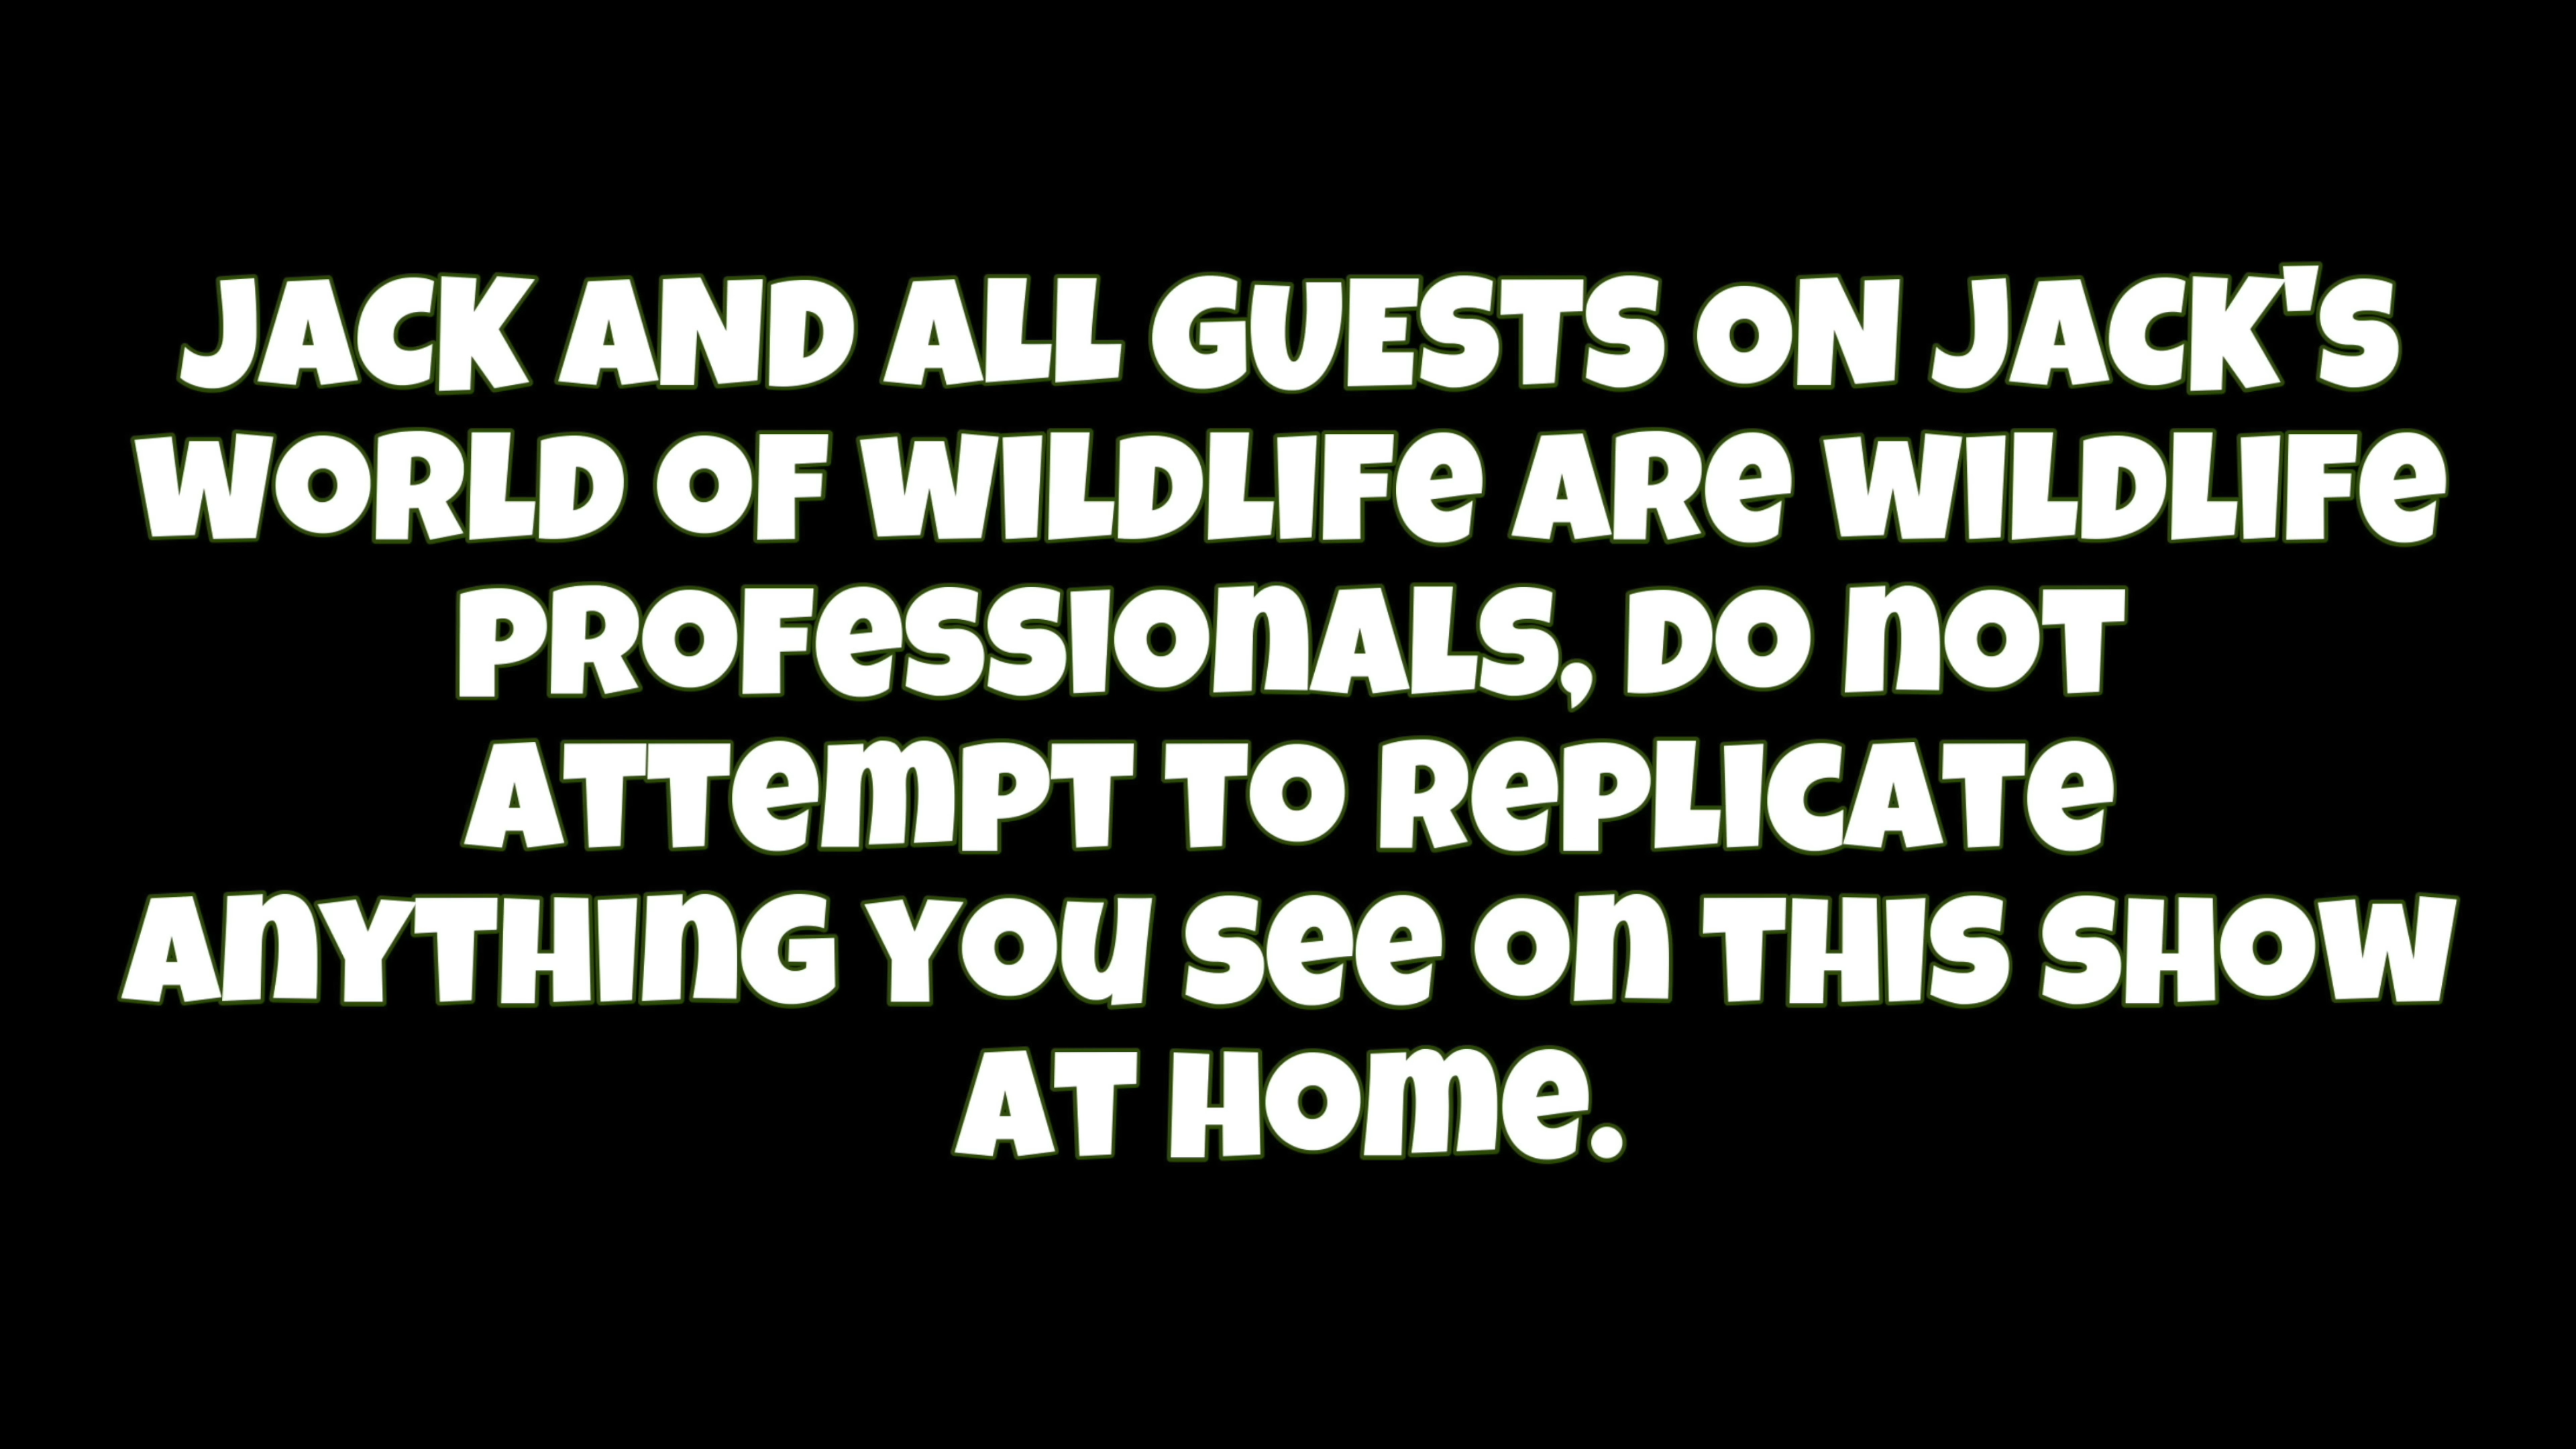 JACK AND ALL GUESTS ON JACK'S
WORLD OF WILDLIFE ARE WILDLIFE
PROFESSIONALS, DO NOT
ATTEMPT TO REPLICATE
ANYTHING YOU SEE ON THIS SHOW
AT HOME.